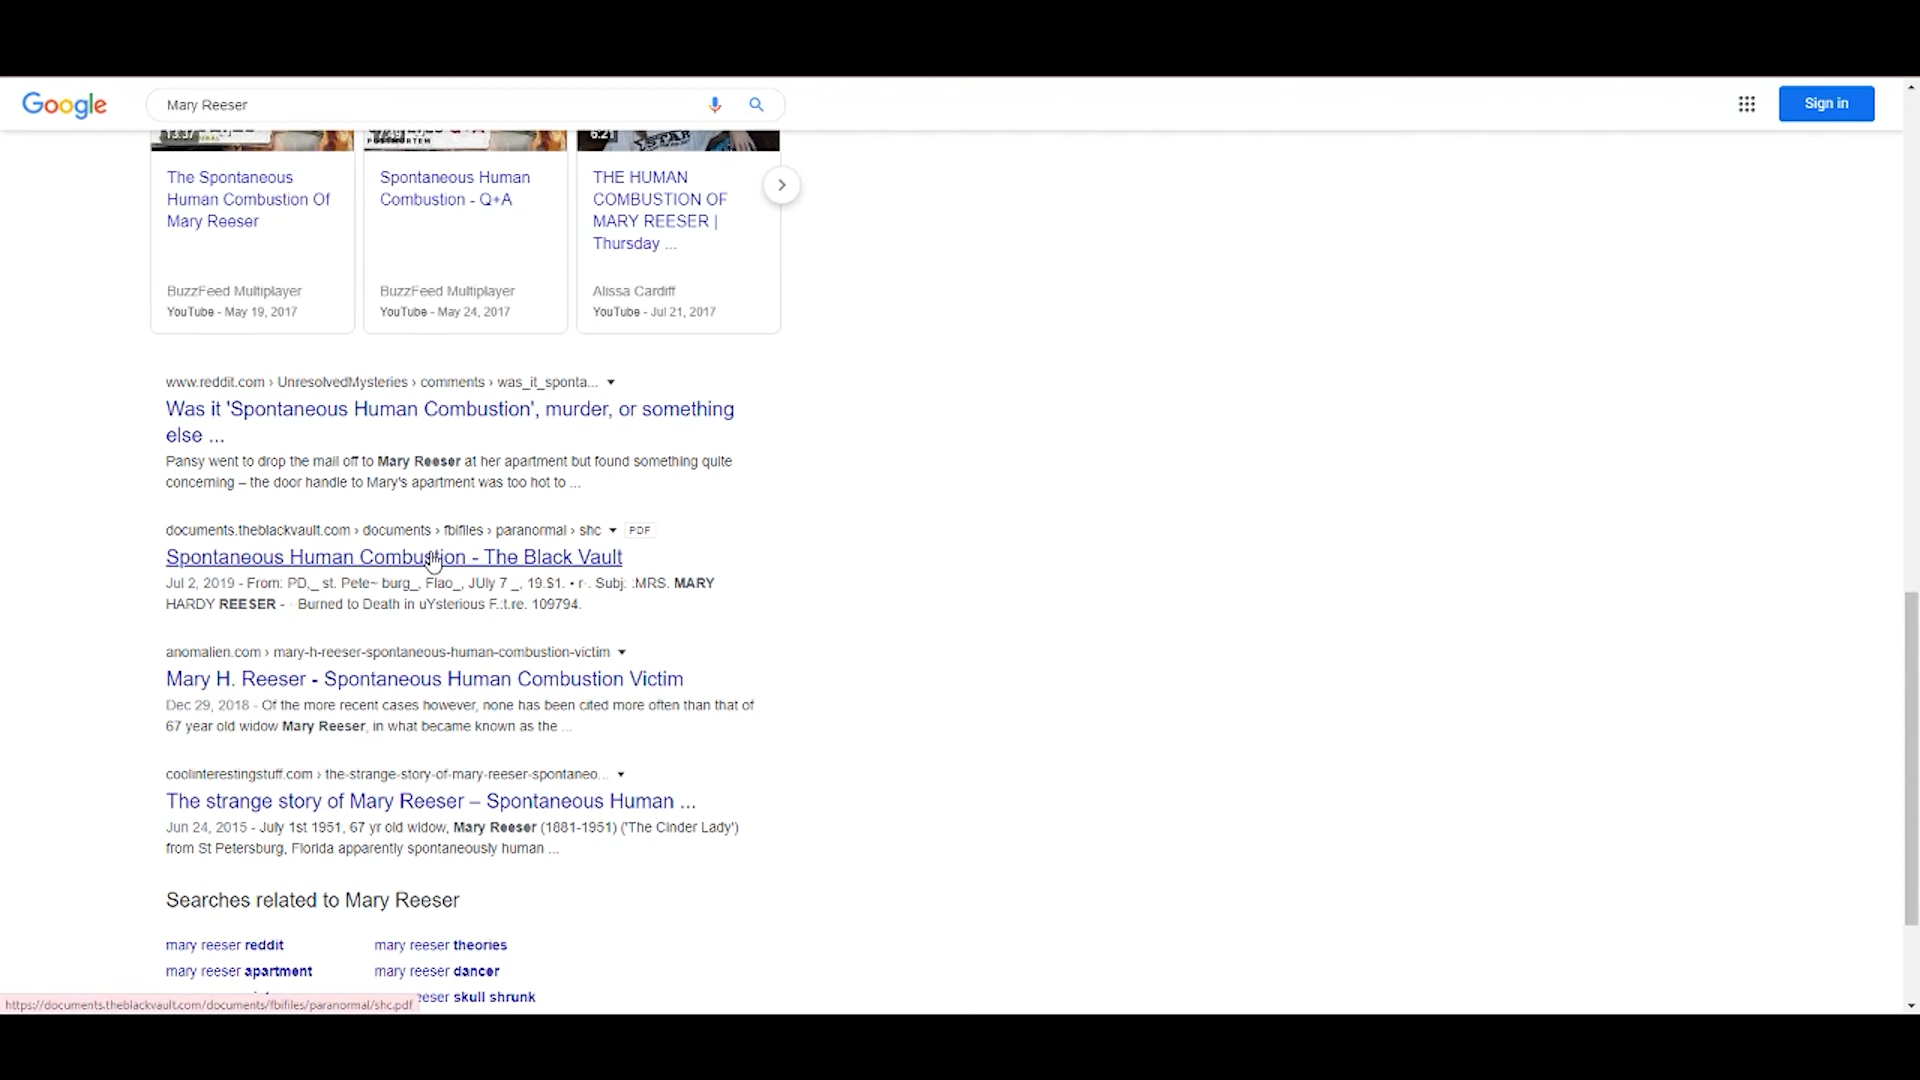 Google
Mary Reeser
Sign in
13:37
7:49
POSTMORTEM
6:21
STAR
The Spontaneous
Human Combustion Of
Mary Reeser
BuzzFeed Multiplayer
YouTube - May 19, 2017
Spontaneous Human
Combustion - Q+A
BuzzFeed Multiplayer
YouTube - May 24, 2017
THE HUMAN
COMBUSTION OF
MARY REESER |
Thursday ...
Alissa Cardiff
YouTube - Jul 21, 2017
www.reddit.com › UnresolvedMysteries › comments › was_it_sponta...
Was it 'Spontaneous Human Combustion', murder, or something
else ...
Pansy went to drop the mail off to Mary Reeser at her apartment but found something quite
concerning – the door handle to Mary's apartment was too hot to ...
documents.theblackvault.com › documents › fbifiles › paranormal › shc PDF
Spontaneous Human Combustion - The Black Vault
Jul 2, 2019 - From: PD,_ st. Pete~ burg_, Flao_, JUly 7 _, 19.$1. • r·. Subj: :MRS. MARY
HARDY REESER - · Burned to Death in uYsterious F.:t.re. 109794.
anomalien.com › mary-h-reeser-spontaneous-human-combustion-victim
Mary H. Reeser - Spontaneous Human Combustion Victim
Dec 29, 2018 - Of the more recent cases however, none has been cited more often than that of
67 year old widow Mary Reeser, in what became known as the ...
coolinterestingstuff.com › the-strange-story-of-mary-reeser-spontaneo...
The strange story of Mary Reeser – Spontaneous Human ...
Jun 24, 2015 - July 1st 1951, 67 yr old widow, Mary Reeser (1881-1951) ('The Cinder Lady')
from St Petersburg, Florida apparently spontaneously human ...
Searches related to Mary Reeser
mary reeser reddit
mary reeser theories
mary reeser apartment
mary reeser dancer
eeser skull shrunk
https://documents.theblackvault.com/documents/fbifiles/paranormal/shc.pdf